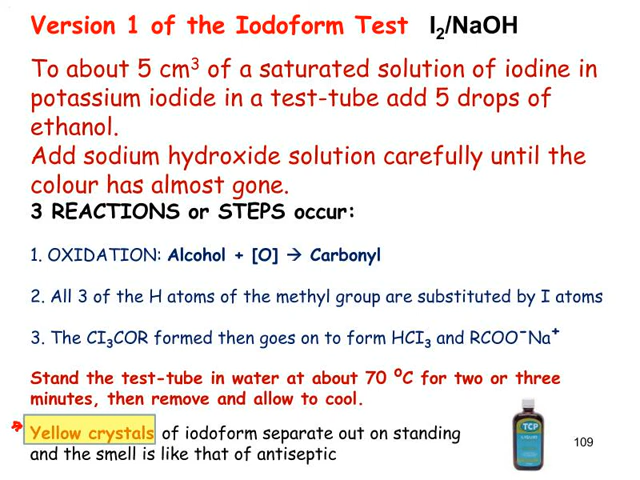 Version 1 of the Iodoform Test I₂/NaOH
To about 5 cm³ of a saturated solution of iodine in
potassium iodide in a test-tube add 5 drops of
ethanol.
Add sodium hydroxide solution carefully until the
colour has almost gone.
3 REACTIONS or STEPS occur:
1. OXIDATION: Alcohol + [O] → Carbonyl
2. All 3 of the H atoms of the methyl group are substituted by I atoms
3. The CI₃COR formed then goes on to form HCI₃ and RCOO⁻Na⁺
Stand the test-tube in water at about 70 ⁰C for two or three
minutes, then remove and allow to cool.
Yellow crystals of iodoform separate out on standing
and the smell is like that of antiseptic
TCP
LIQUID
109